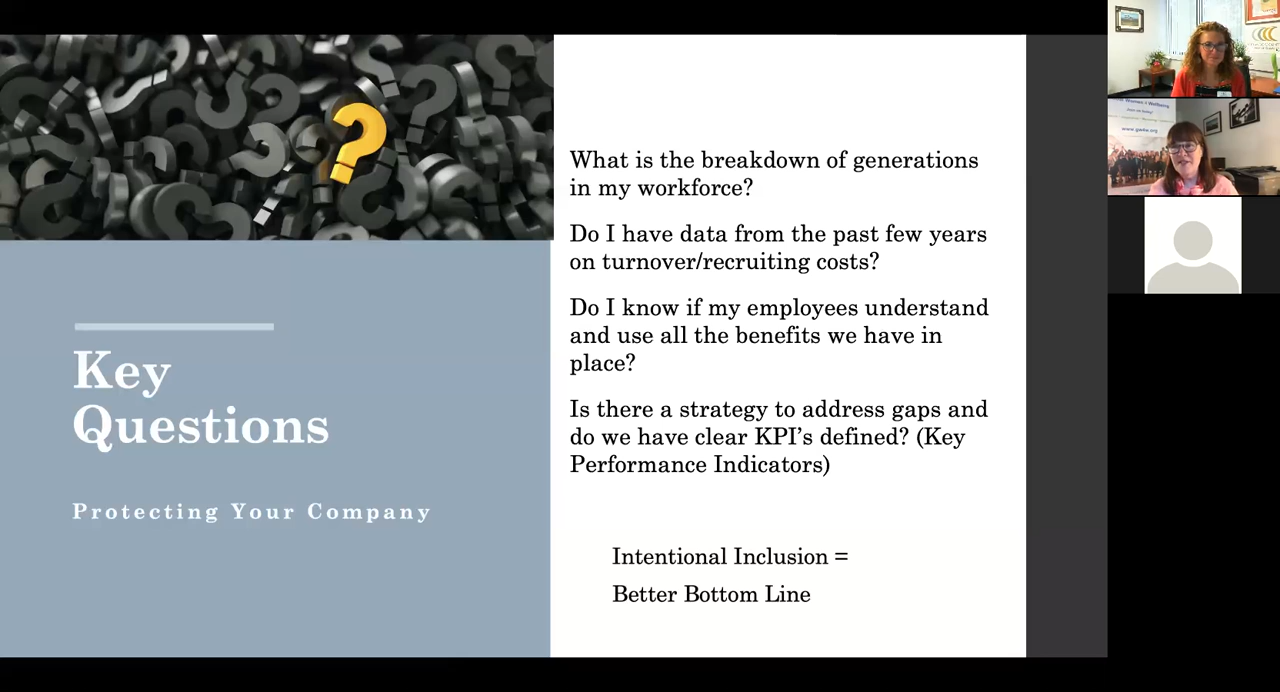 What is the breakdown of generations
in my workforce?
Do I have data from the past few years
on turnover/recruiting costs?
Do I know if my employees understand
and use all the benefits we have in
place?
Is there a strategy to address gaps and
do we have clear KPI's defined? (Key
Performance Indicators)
Intentional Inclusion =
Better Bottom Line
Key
Questions
Protecting Your Company
www.gw4w.org